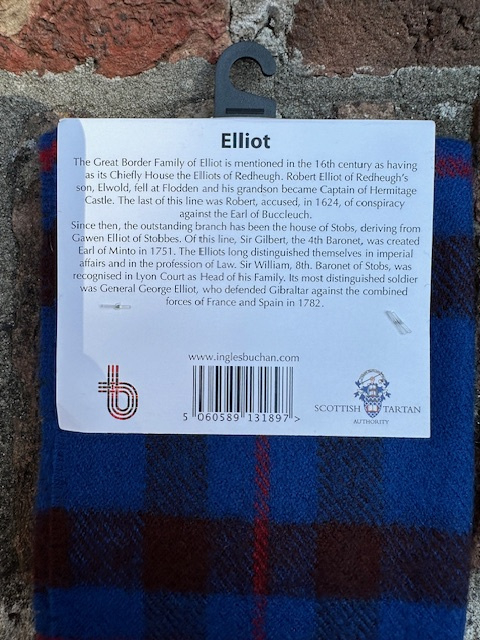 Elliot
The Great Border Family of Elliot is mentioned in the 16th century as having
as its Chiefly House the Elliots of Redheugh. Robert Elliot of Redheugh's
son, Elwold, fell at Flodden and his grandson became Captain of Hermitage
Castle. The last of this line was Robert, accused, in 1624, of conspiracy
against the Earl of Buccleuch.
Since then, the outstanding branch has been the house of Stobs, deriving from
Gawen Elliot of Stobbes. Of this line, Sir Gilbert, the 4th Baronet, was created
Earl of Minto in 1751. The Elliots long distinguished themselves in imperial
affairs and in the profession of Law. Sir William, 8th. Baronet of Stobs, was
recognised in Lyon Court as Head of his Family. Its most distinguished soldier
was General George Elliot, who defended Gibraltar against the combined
forces of France and Spain in 1782.
www.inglesbuchan.com
5 060589 131897 >
SCOTTISH TARTAN
AUTHORITY